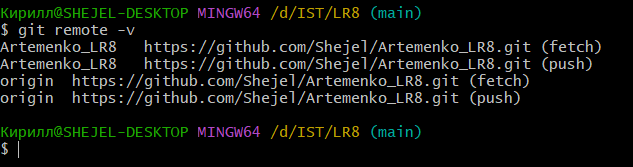 Кирилл@SHEJEL-DESKTOP MINGW64 /d/IST/LR8 (main)
$ git remote -v
Artemenko_LR8   https://github.com/Shejel/Artemenko_LR8.git (fetch)
Artemenko_LR8   https://github.com/Shejel/Artemenko_LR8.git (push)
origin  https://github.com/Shejel/Artemenko_LR8.git (fetch)
origin  https://github.com/Shejel/Artemenko_LR8.git (push)
Кирилл@SHEJEL-DESKTOP MINGW64 /d/IST/LR8 (main)
$